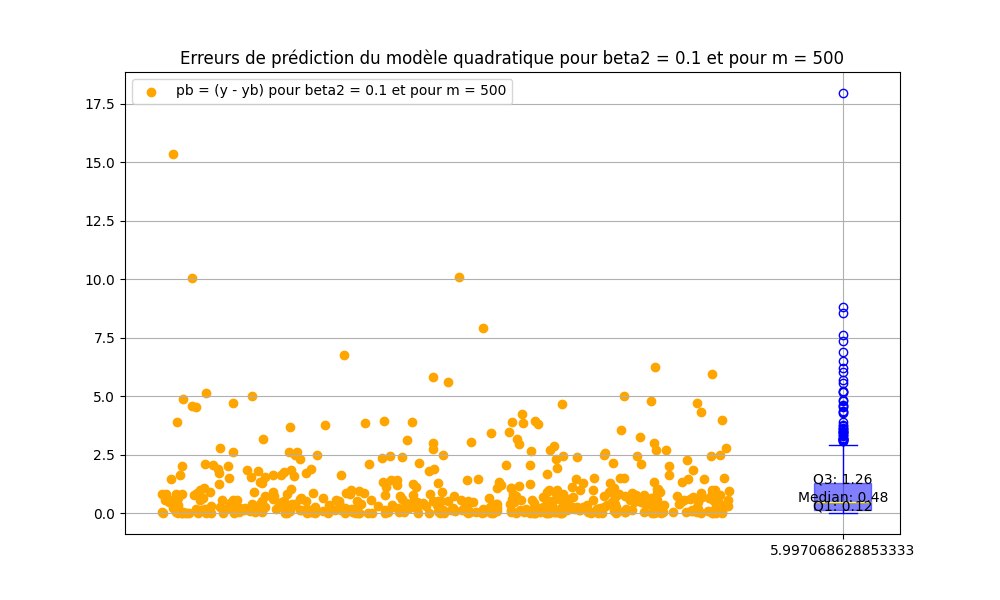 Erreurs de prédiction du modèle quadratique pour beta2 = 0.1 et pour m = 500
pb = (y - yb) pour beta2 = 0.1 et pour m = 500
17.5
15.0
12.5
10.0
7.5
5.0
2.5
0.0
Q3: 1.26
Median: 0.48
Q1: 0.12
5.997068628853333